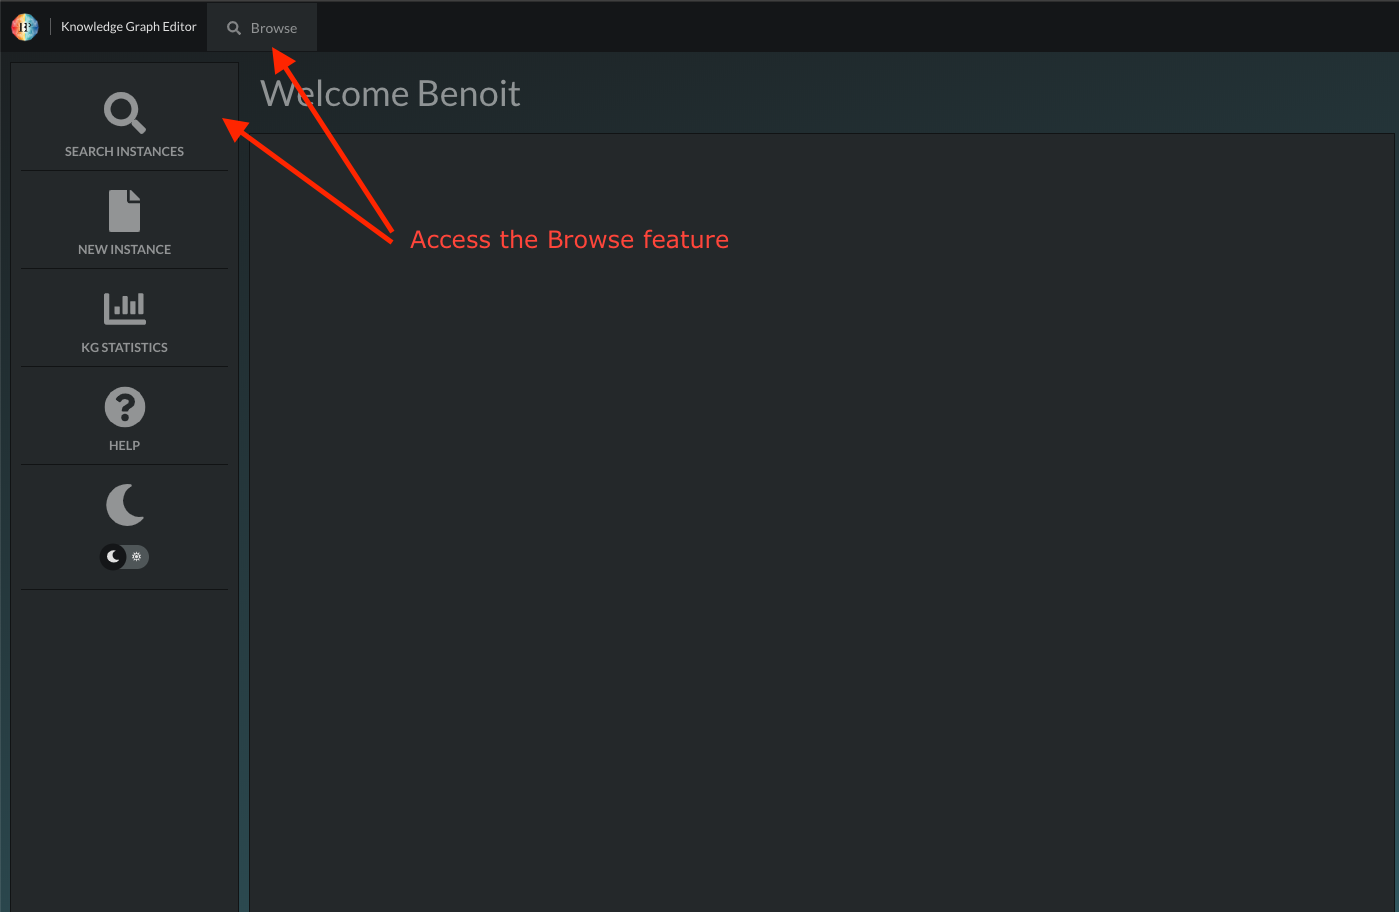 Knowledge Graph Editor
Browse
Welcome Benoit
SEARCH INSTANCES
NEW INSTANCE
KG STATISTICS
HELP
Access the Browse feature